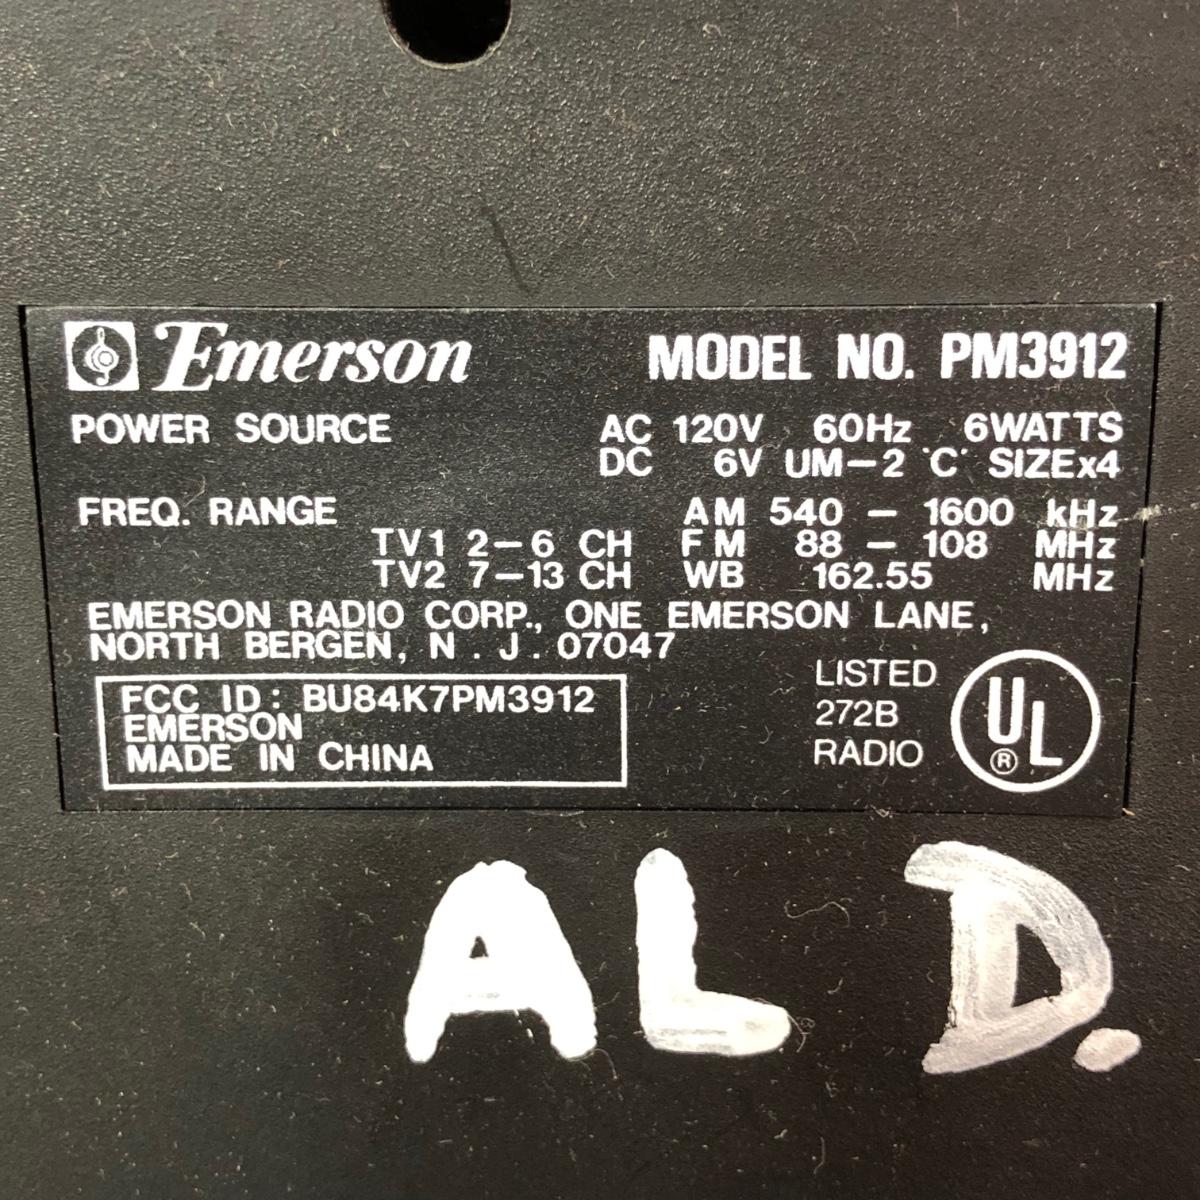 Emerson MODEL NO. PM3912
POWER SOURCE AC 120V 60Hz 6WATTS
DC 6V UM-2 "C" SIZEx4
FREQ. RANGE AM 540 - 1600 kHz
TV1 2-6 CH FM 88 - 108 MHz
TV2 7-13 CH WB 162.55 MHz
EMERSON RADIO CORP., ONE EMERSON LANE,
NORTH BERGEN, N.J. 07047
FCC ID: BU84K7PM3912
EMERSON
MADE IN CHINA
LISTED
272B
RADIO
UL
®
AL D.